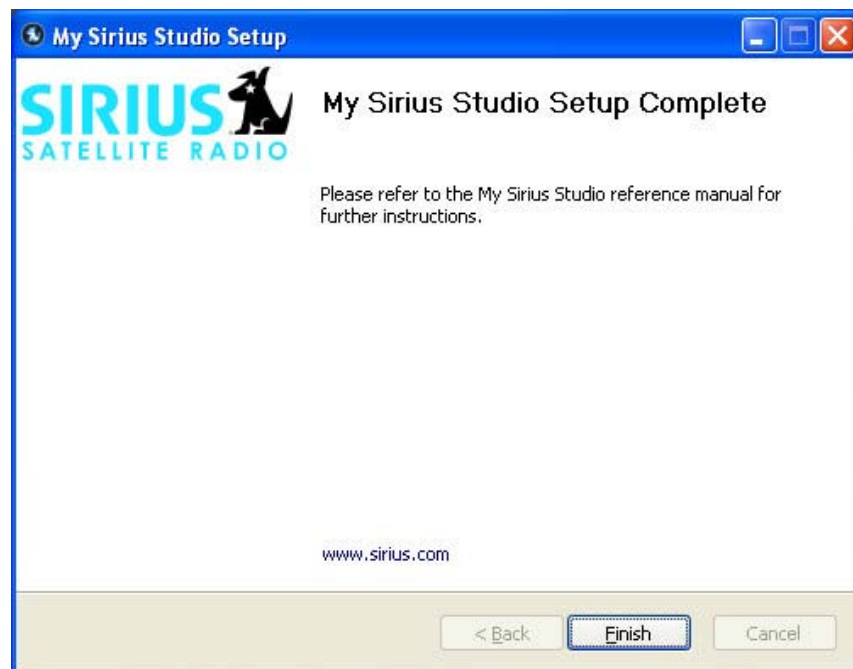 My Sirius Studio Setup
SIRIUS
SATELLITE RADIO
My Sirius Studio Setup Complete
Please refer to the My Sirius Studio reference manual for
further instructions.
www.sirius.com
< Back
Finish
Cancel